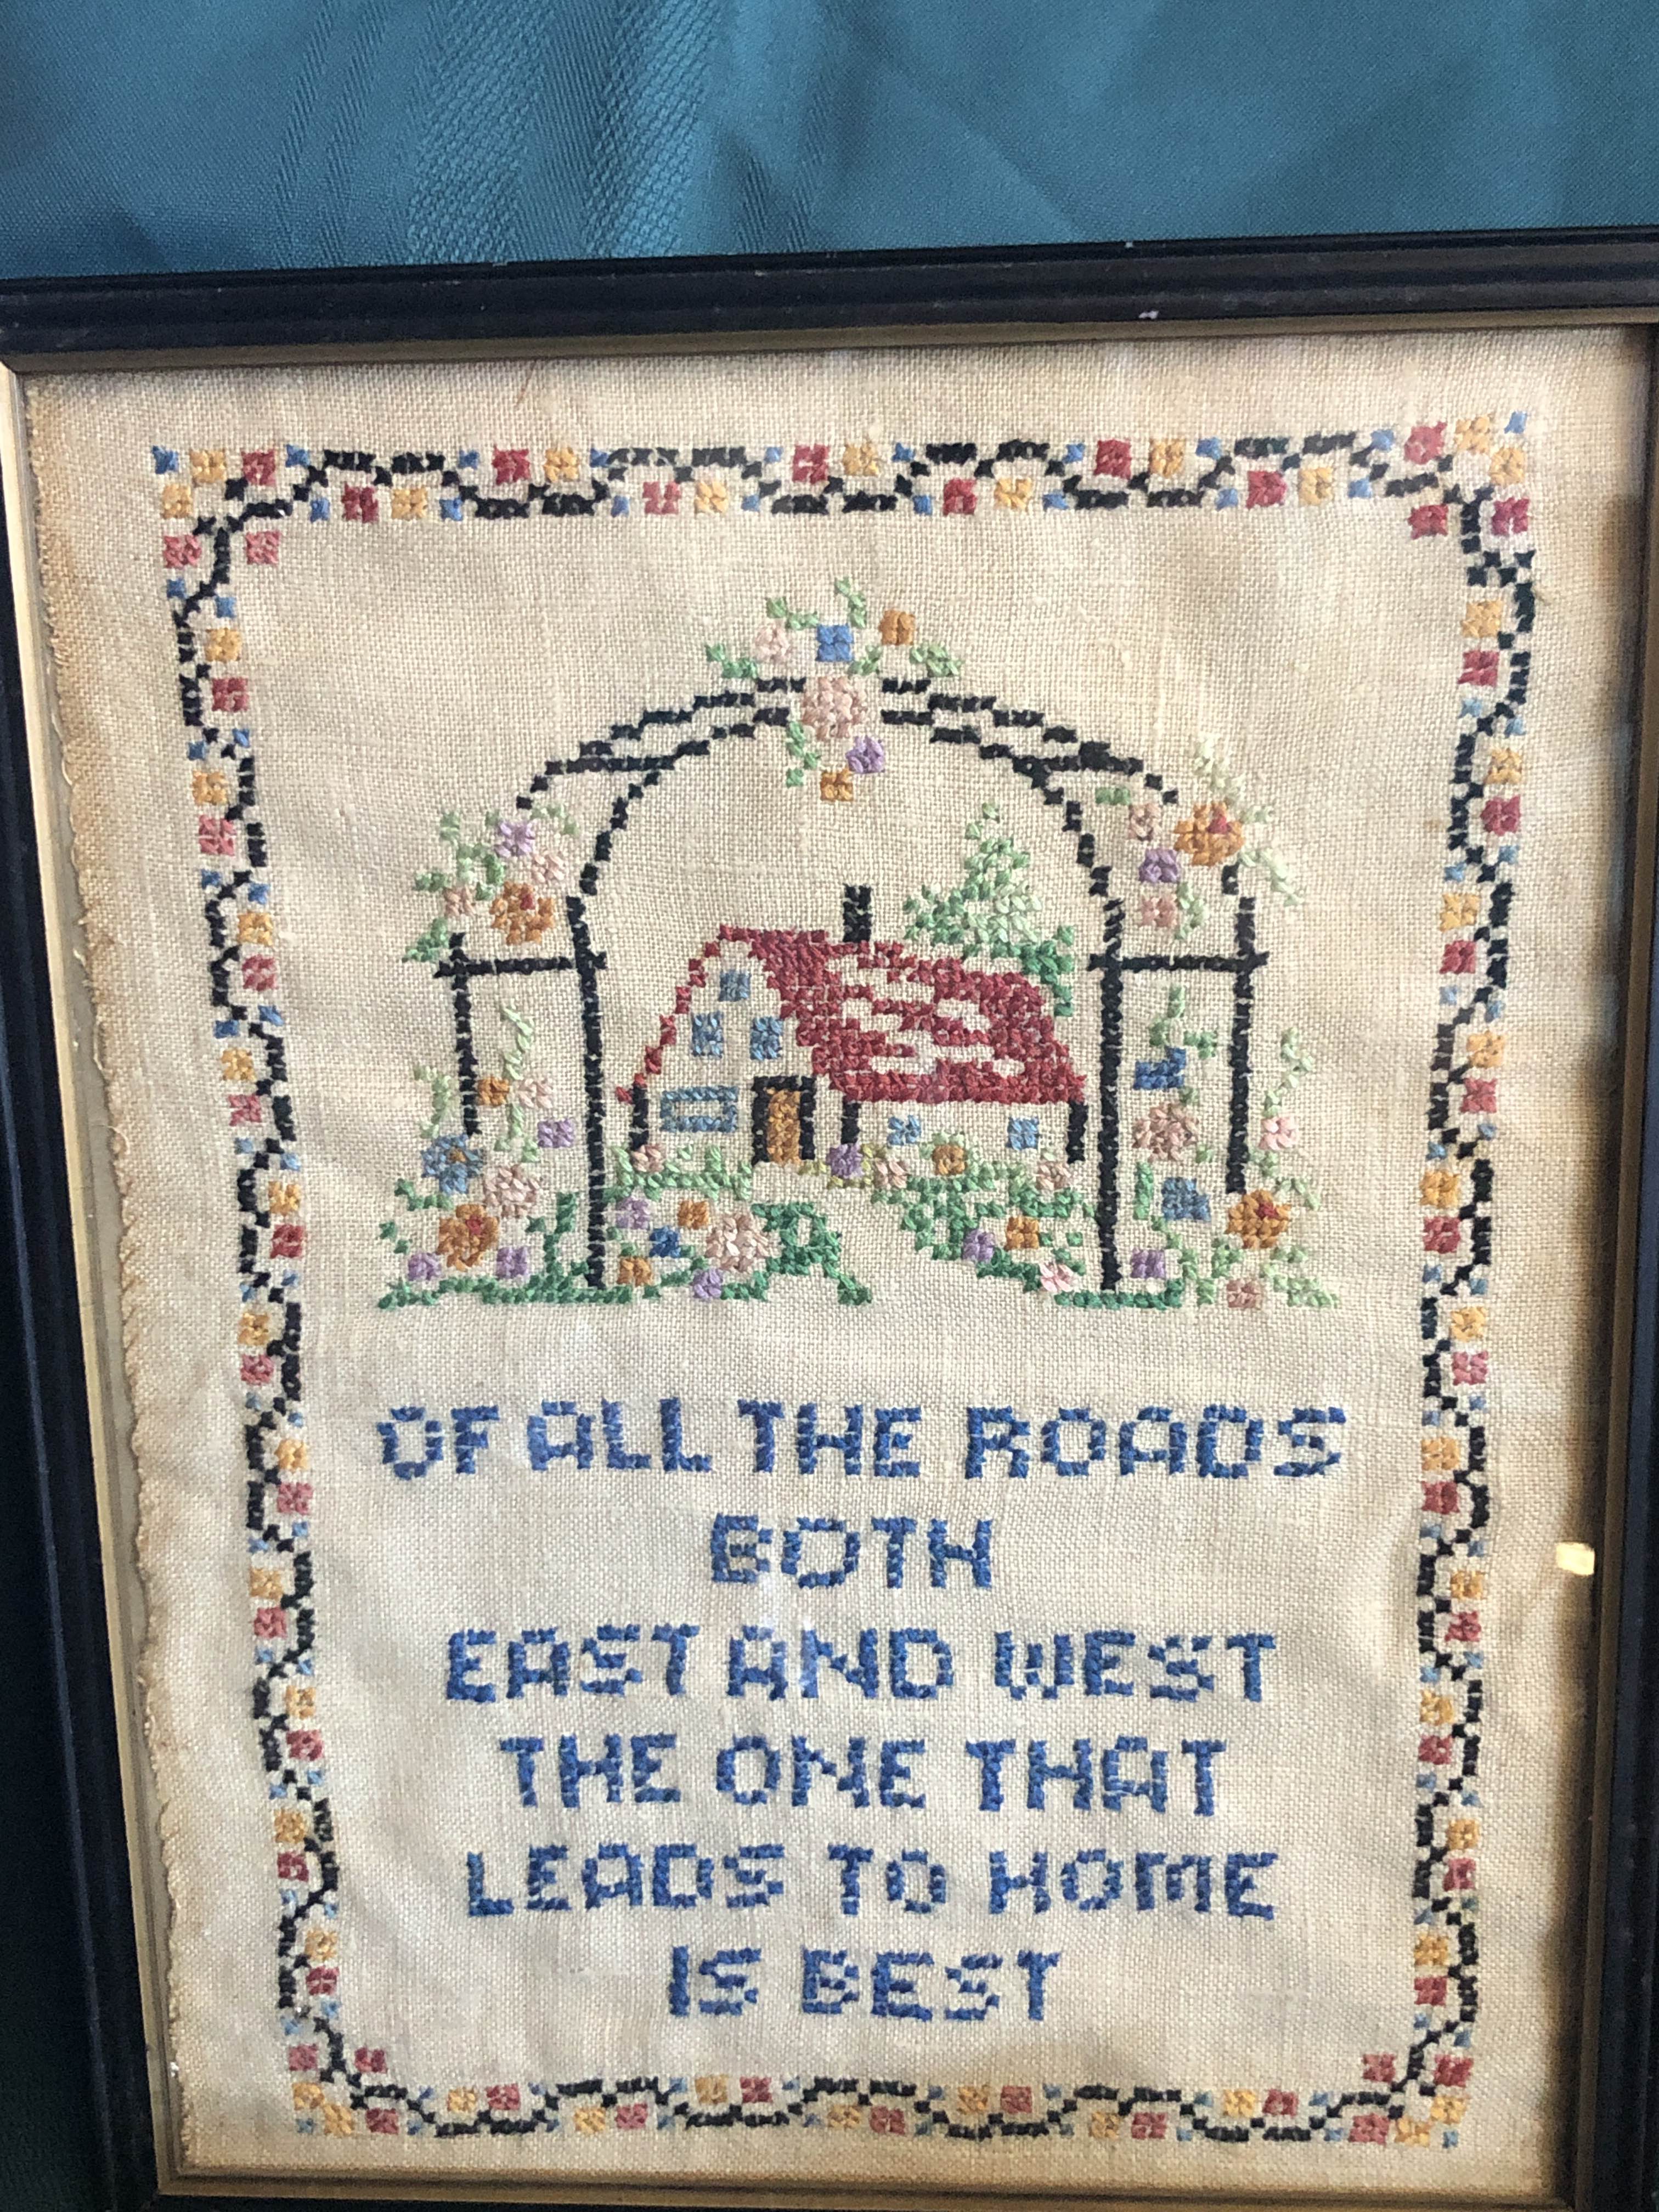 OF ALL THE ROADS
BOTH
EAST AND WEST
THE ONE THAT
LEADS TO HOME
IS BEST